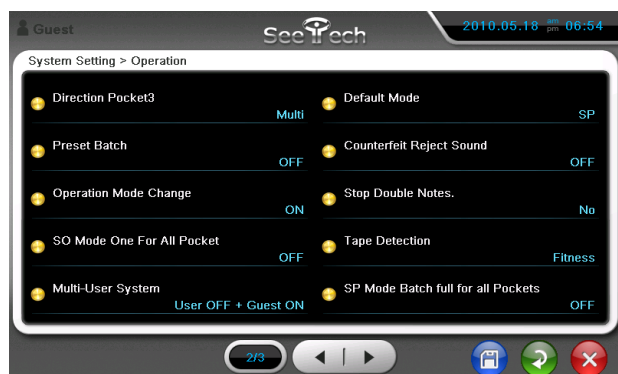 Guest
SeeTech
2010.05.18 am pm 06:54
System Setting > Operation
Direction Pocket3
Multi
Default Mode
SP
Preset Batch
OFF
Counterfeit Reject Sound
OFF
Operation Mode Change
ON
Stop Double Notes.
No
SO Mode One For All Pocket
OFF
Tape Detection
Fitness
Multi-User System
User OFF + Guest ON
SP Mode Batch full for all Pockets
OFF
2/3